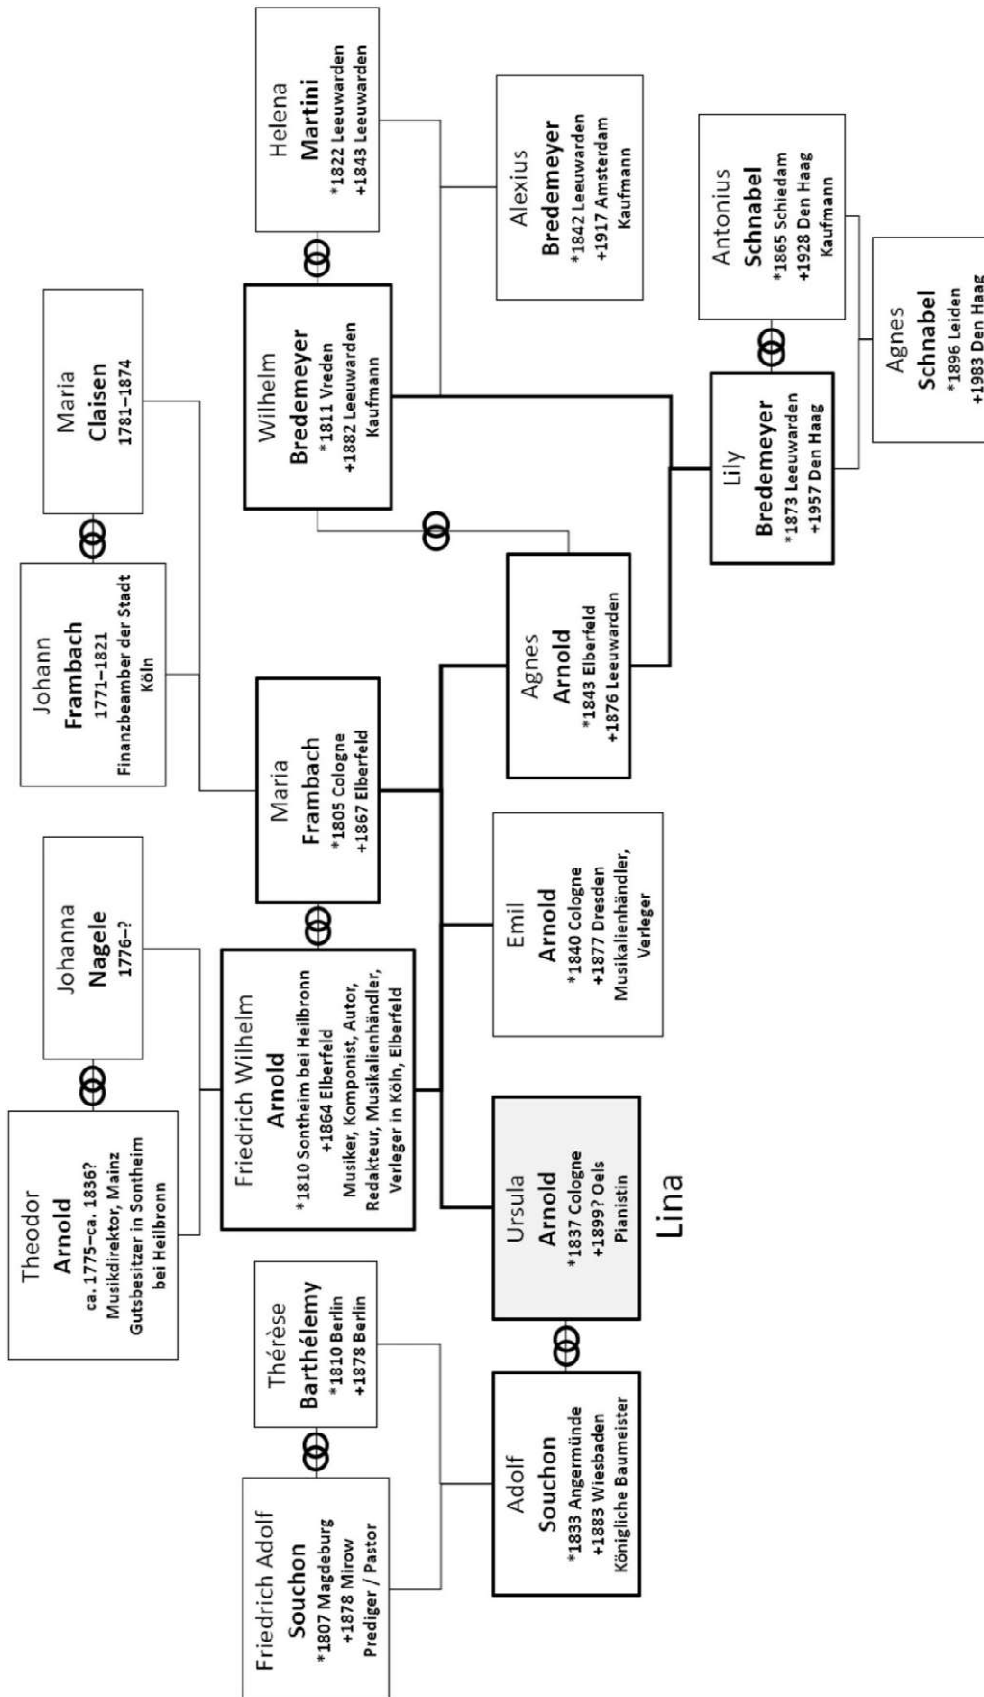 Theodor
Arnold
ca. 1775–ca. 1836?
Musikdirektor, Mainz
Gutsbesitzer in Sontheim
bei Heilbronn
Johanna
Nagele
1776–?
Johann
Frambach
1771–1821
Finanzbeamber der Stadt
Köln
Maria
Claisen
1781–1874
Friedrich Adolf
Souchon
*1807 Magdeburg
+1878 Mirow
Prediger / Pastor
Thérèse
Barthélemy
*1810 Berlin
+1878 Berlin
Friedrich Wilhelm
Arnold
*1810 Sontheim bei Heilbronn
+1864 Elberfeld
Musiker, Komponist, Autor,
Redakteur, Musikalienhändler,
Verleger in Köln, Elberfeld
Maria
Frambach
*1805 Cologne
+1867 Elberfeld
Wilhelm
Bredemeyer
*1811 Vreden
+1882 Leeuwarden
Kaufmann
Helena
Martini
*1822 Leeuwarden
+1843 Leeuwarden
Adolf
Souchon
*1833 Angermünde
+1883 Wiesbaden
Königliche Baumeister
Ursula
Arnold
*1837 Cologne
+1899? Oels
Pianistin
Lina
Emil
Arnold
*1840 Cologne
+1877 Dresden
Musikalienhändler,
Verleger
Agnes
Arnold
*1843 Elberfeld
+1876 Leeuwarden
Alexius
Bredemeyer
*1842 Leeuwarden
+1917 Amsterdam
Kaufmann
Lily
Bredemeyer
*1873 Leeuwarden
+1957 Den Haag
Antonius
Schnabel
*1865 Schiedam
+1928 Den Haag
Kaufmann
Agnes
Schnabel
*1896 Leiden
+1983 Den Haag